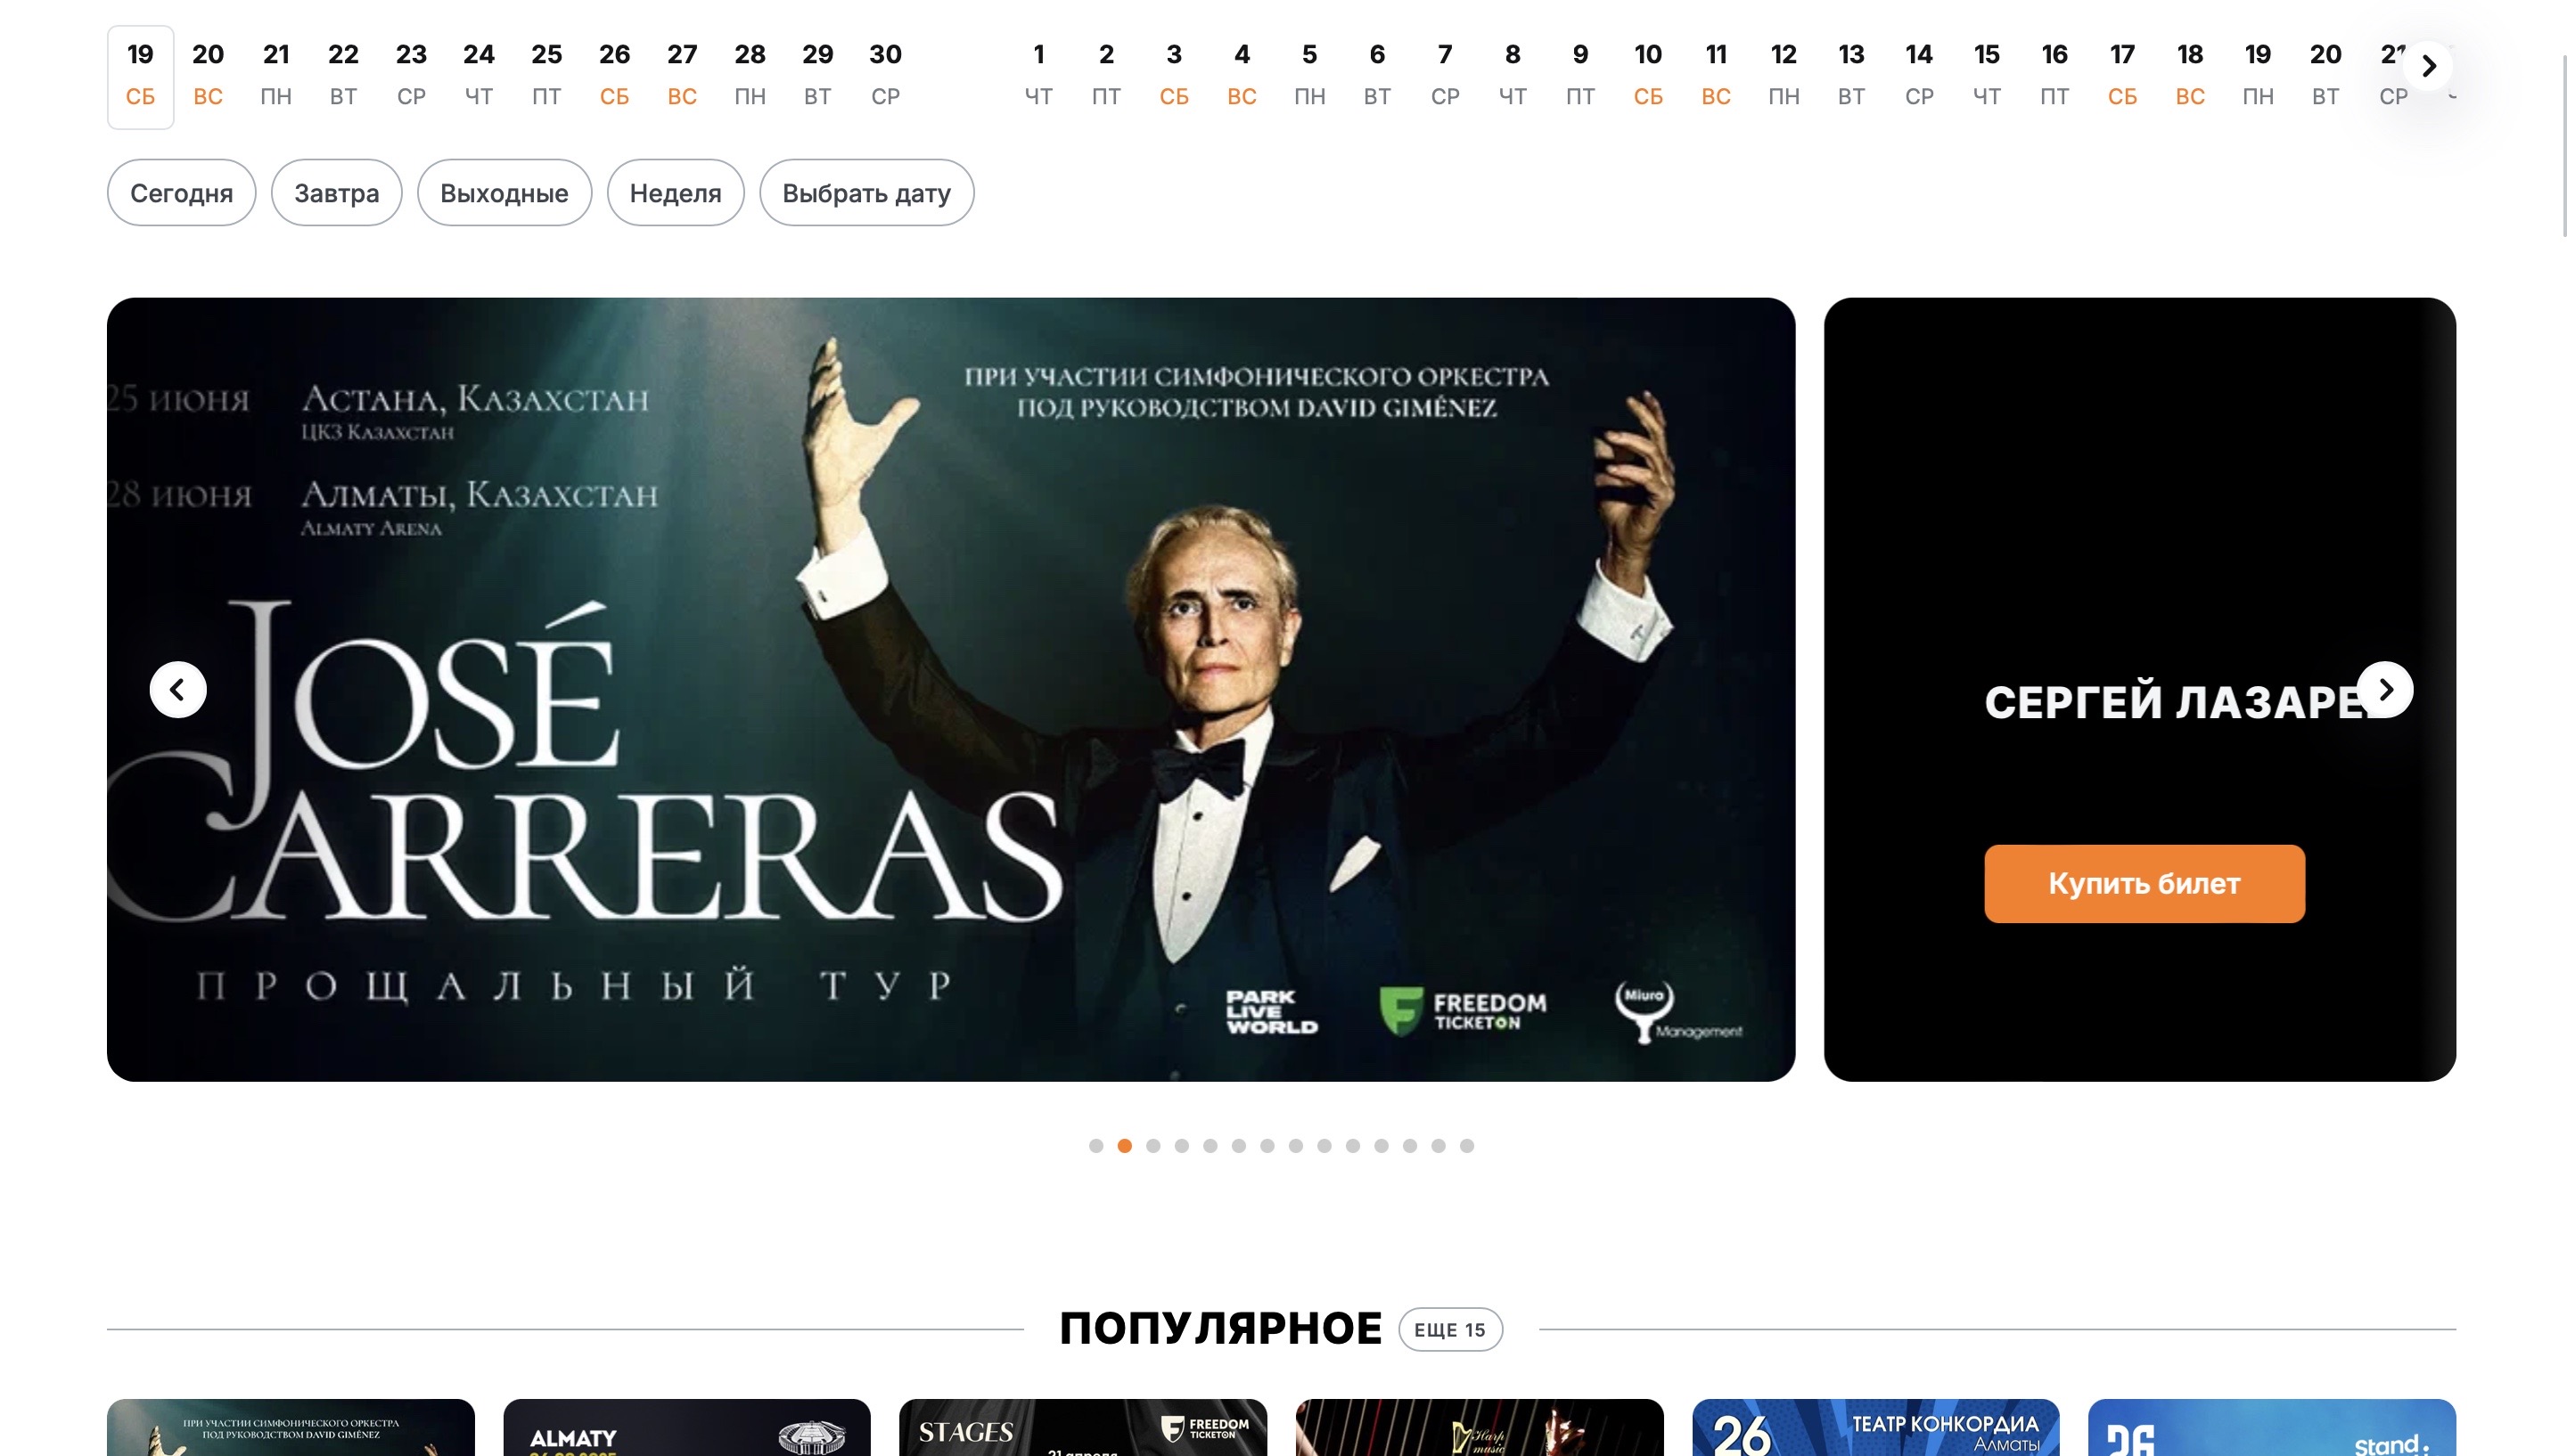 19 20 21 22 23 24 25 26 27 28 29 30 1 2 3 4 5 6 7 8 9 10 11 12 13 14 15 16 17 18 19 20 21
СБ ВС ПН ВТ СР ЧТ ПТ СБ ВС ПН ВТ СР ЧТ ПТ СБ ВС ПН ВТ СР ЧТ ПТ СБ ВС ПН ВТ СР ЧТ ПТ СБ ВС ПН ВТ СР
Сегодня Завтра Выходные Неделя Выбрать дату
25 ИЮНЯ АСТАНА, КАЗАХСТАН
ЦКЗ КАЗАХСТАН
28 ИЮНЯ АЛМАТЫ, КАЗАХСТАН
ALMATY ARENA
ПРИ УЧАСТИИ СИМФОНИЧЕСКОГО ОРКЕСТРА
ПОД РУКОВОДСТВОМ DAVID GIMÉNEZ
JOSÉ
CARRERAS
ПРОЩАЛЬНЫЙ ТУР
PARK
LIVE
WORLD
FREEDOM
TICKETON
Miura
Management
СЕРГЕЙ ЛАЗАРЕ
Купить билет
ПОПУЛЯРНОЕ ЕЩЕ 15
ПРИ УЧАСТИИ СИМФОНИЧЕСКОГО ОРКЕСТРА
ПОД РУКОВОДСТВОМ DAVID GIMÉNEZ
ALMATY
STAGES
FREEDOM
TICKETON
21 апреля
Harp
music
26
ТЕАТР КОНКОРДИА
Алматы
26
stand